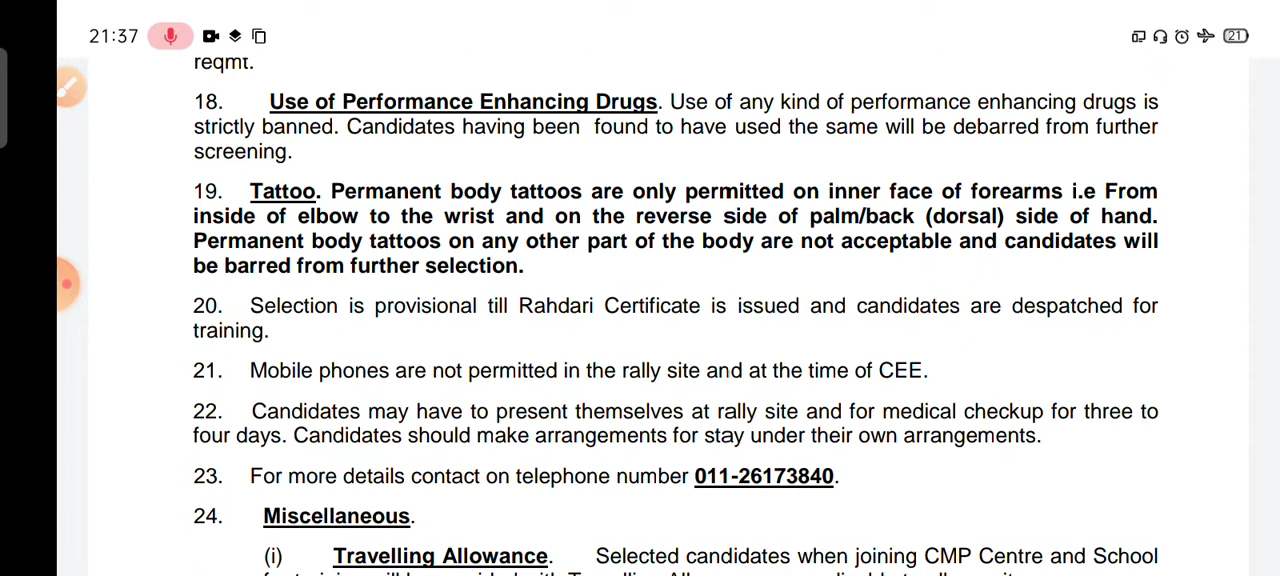 21:37
21
reqmt.
18. Use of Performance Enhancing Drugs. Use of any kind of performance enhancing drugs is
strictly banned. Candidates having been found to have used the same will be debarred from further
screening.
19. Tattoo. Permanent body tattoos are only permitted on inner face of forearms i.e From
inside of elbow to the wrist and on the reverse side of palm/back (dorsal) side of hand.
Permanent body tattoos on any other part of the body are not acceptable and candidates will
be barred from further selection.
20. Selection is provisional till Rahdari Certificate is issued and candidates are despatched for
training.
21. Mobile phones are not permitted in the rally site and at the time of CEE.
22. Candidates may have to present themselves at rally site and for medical checkup for three to
four days. Candidates should make arrangements for stay under their own arrangements.
23. For more details contact on telephone number 011-26173840.
24. Miscellaneous.
(i) Travelling Allowance. Selected candidates when joining CMP Centre and School